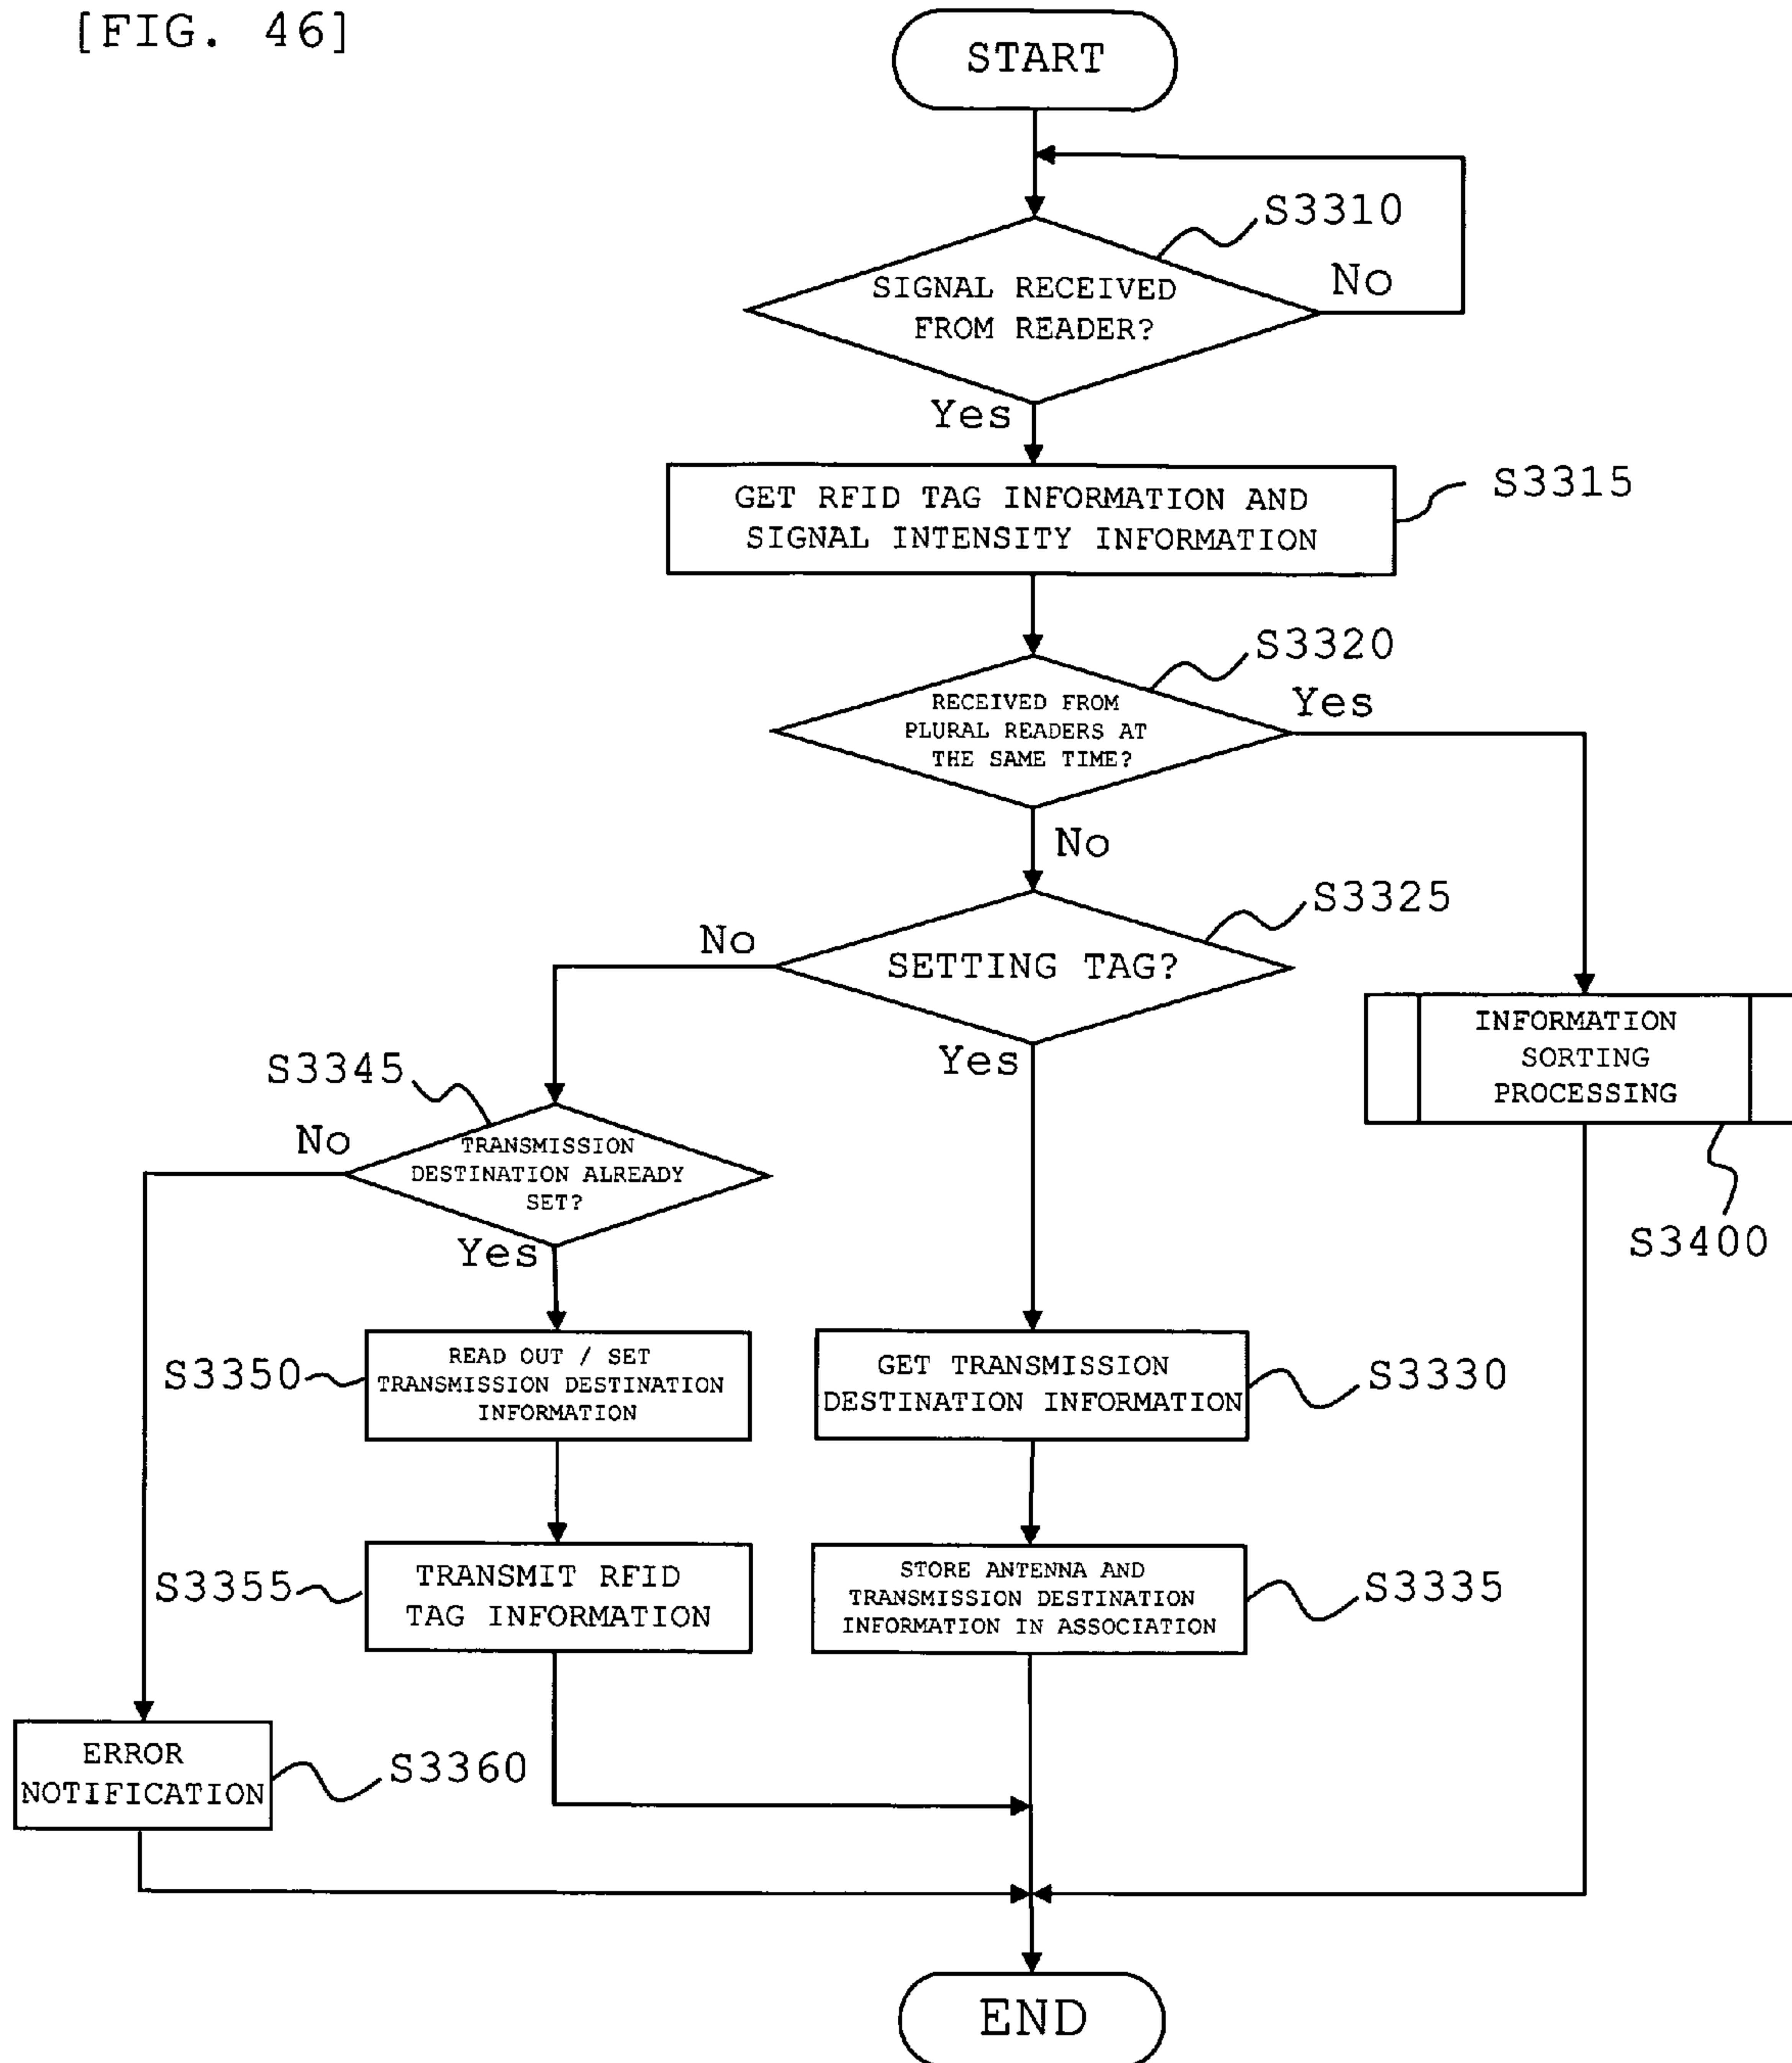 [FIG. 46]
START
S3310
SIGNAL RECEIVED
FROM READER?
No
Yes
GET RFID TAG INFORMATION AND
SIGNAL INTENSITY INFORMATION
S3315
S3320
RECEIVED FROM
PLURAL READERS AT
THE SAME TIME?
Yes
No
S3325
SETTING TAG?
No
Yes
INFORMATION
SORTING
PROCESSING
S3400
S3345
TRANSMISSION
DESTINATION ALREADY
SET?
No
Yes
S3350
READ OUT / SET
TRANSMISSION DESTINATION
INFORMATION
GET TRANSMISSION
DESTINATION INFORMATION
S3330
S3355
TRANSMIT RFID
TAG INFORMATION
STORE ANTENNA AND
TRANSMISSION DESTINATION
INFORMATION IN ASSOCIATION
S3335
ERROR
NOTIFICATION
S3360
END